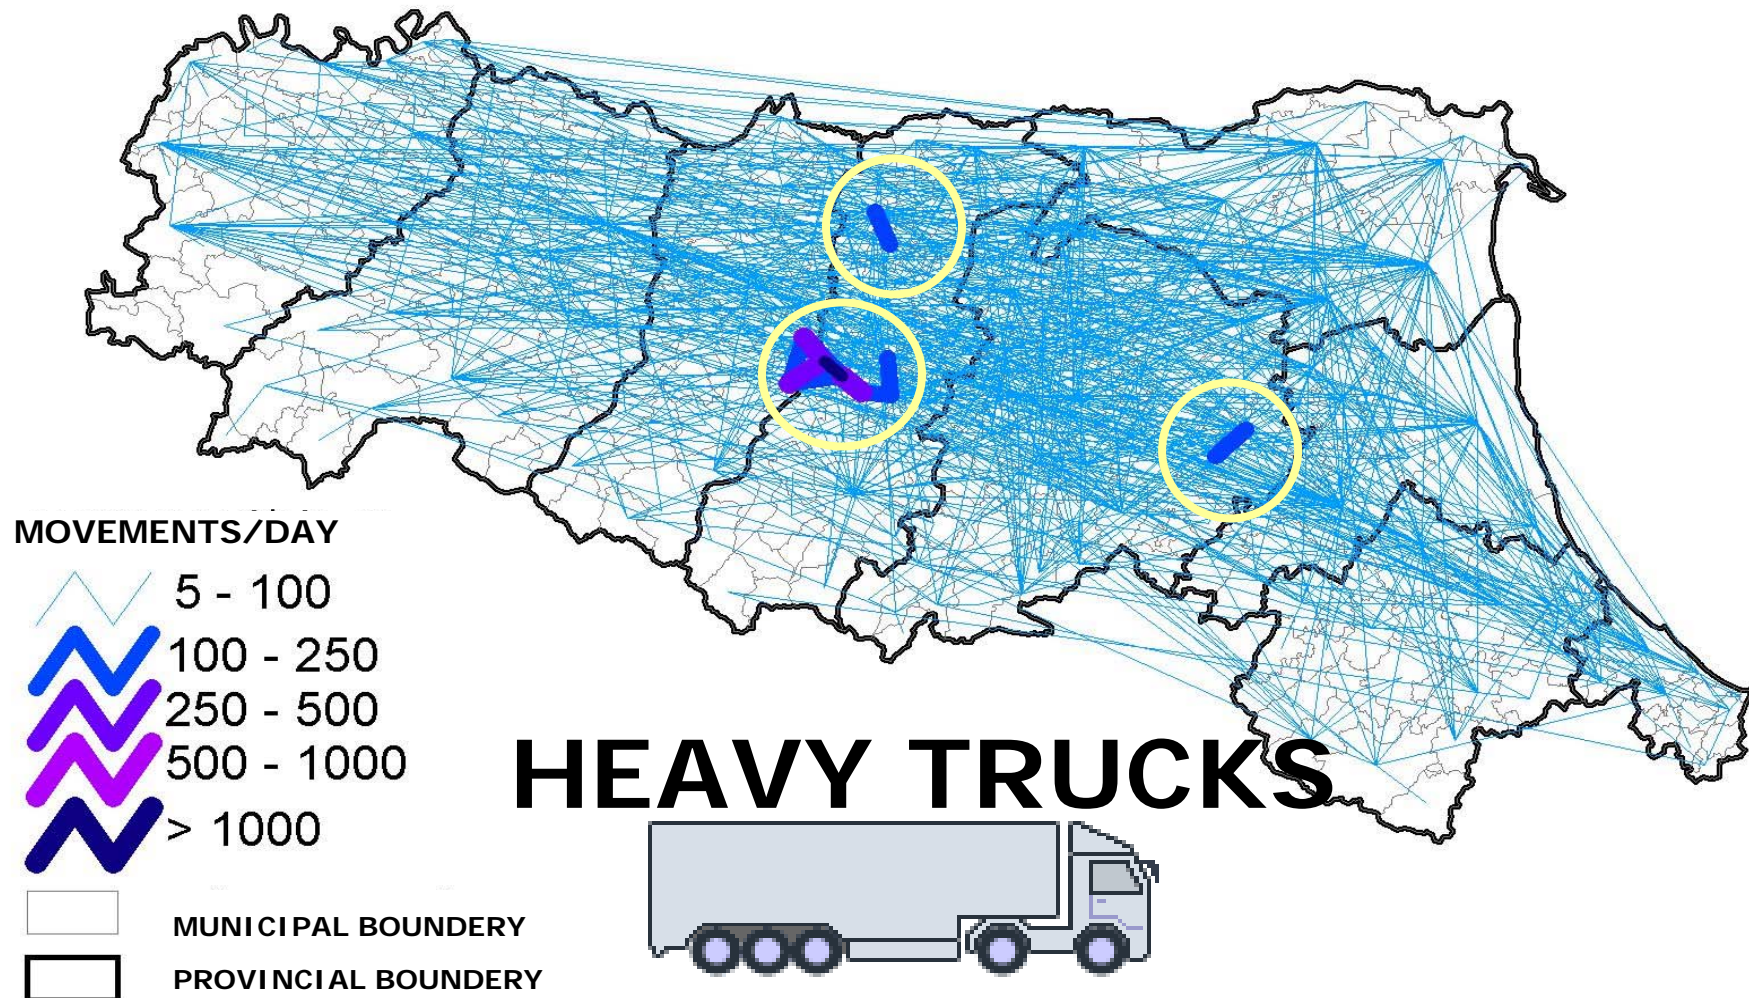 MOVEMENTS/DAY
5 - 100
100 - 250
250 - 500
500 - 1000
> 1000
MUNICIPAL BOUNDERY
PROVINCIAL BOUNDERY
HEAVY TRUCKS